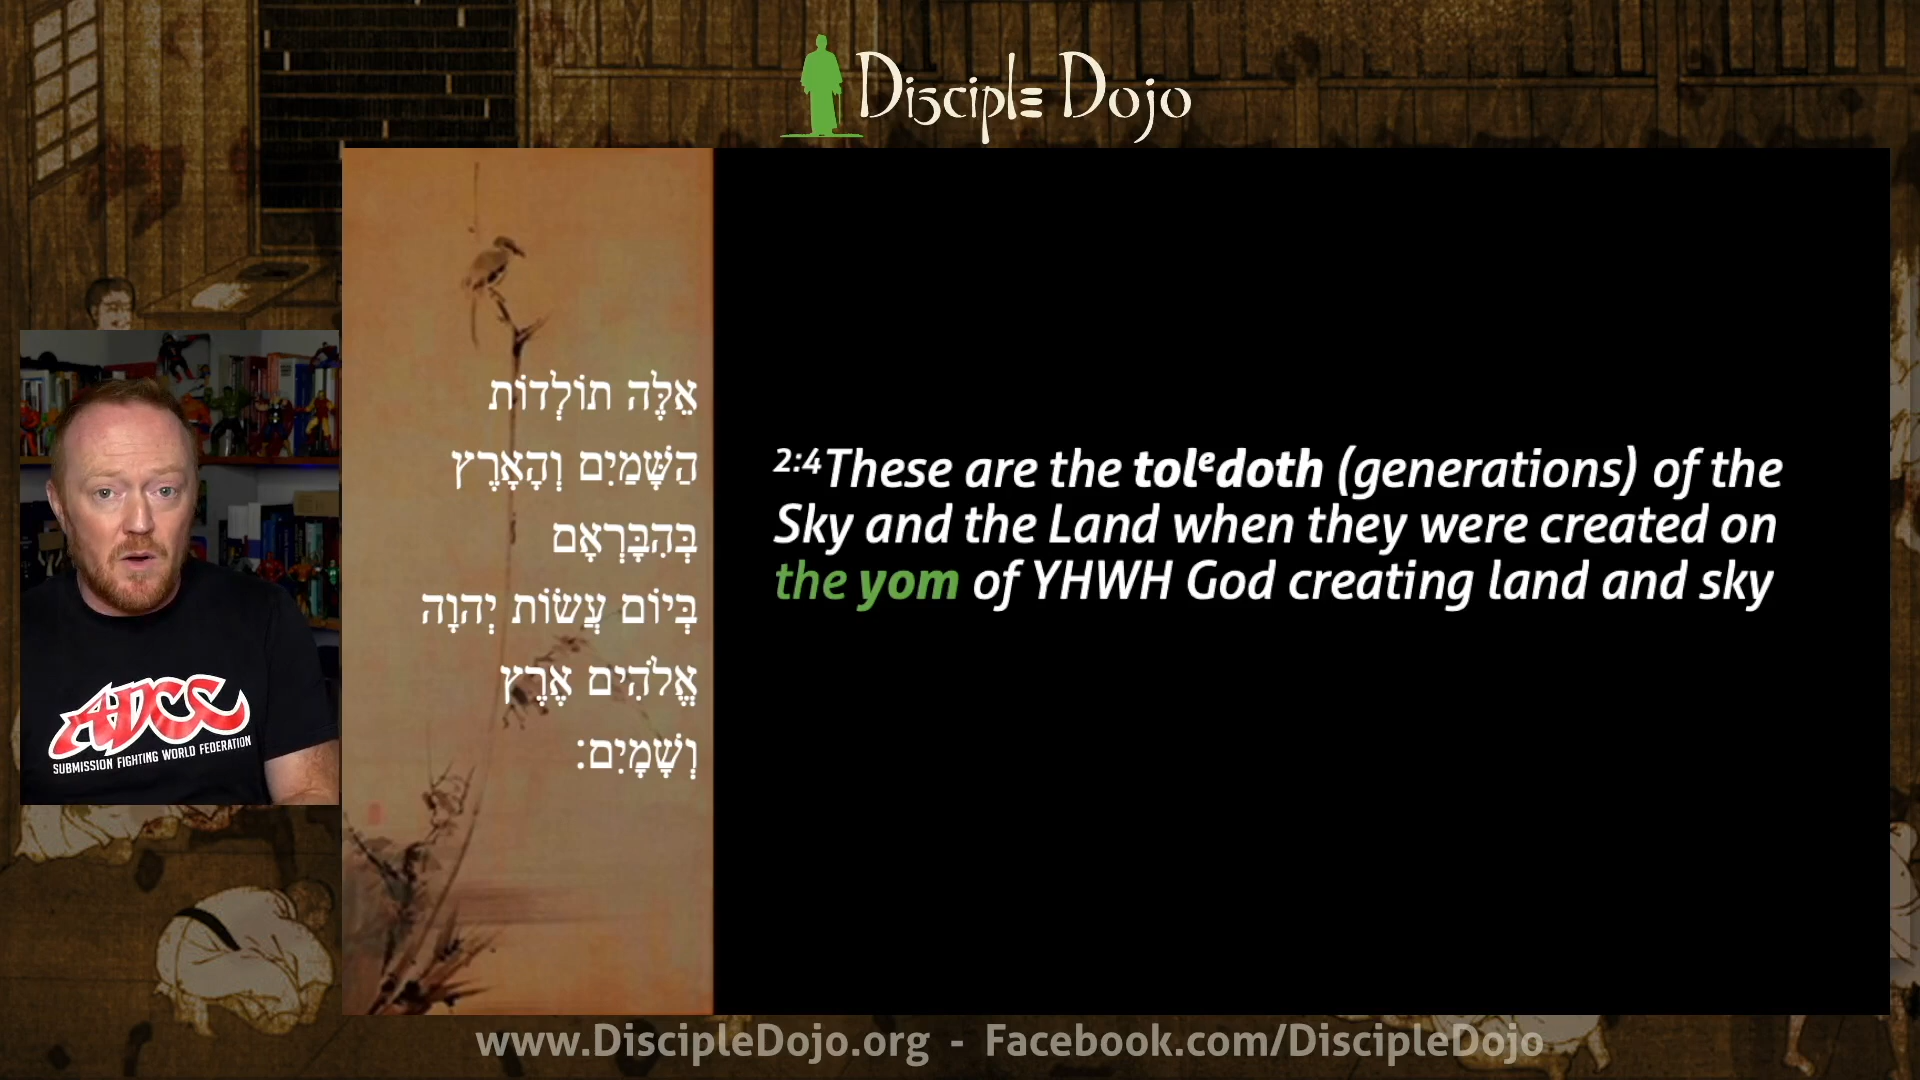 Disciple Dojo
אֵלֶּה תוֹלְדוֹת
הַשָּׁמַיִם וְהָאָרֶץ
בְּהִבָּרְאָם
בְּיוֹם עֲשׂוֹת יְהוָה
אֱלֹהִים אֶרֶץ
וְשָׁמָיִם׃
2:4These are the toledoth (generations) of the
Sky and the Land when they were created on
the yom of YHWH God creating land and sky
ADCC
SUBMISSION FIGHTING WORLD FEDERATION
www.DiscipleDojo.org - Facebook.com/DiscipleDojo